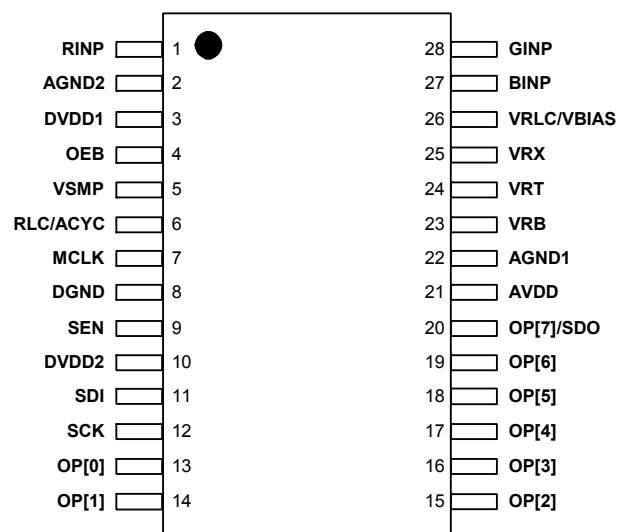 RINP 1 28 GINP
AGND2 2 27 BINP
DVDD1 3 26 VRLC/VBIAS
OEB 4 25 VRX
VSMP 5 24 VRT
RLC/ACYC 6 23 VRB
MCLK 7 22 AGND1
DGND 8 21 AVDD
SEN 9 20 OP[7]/SDO
DVDD2 10 19 OP[6]
SDI 11 18 OP[5]
SCK 12 17 OP[4]
OP[0] 13 16 OP[3]
OP[1] 14 15 OP[2]